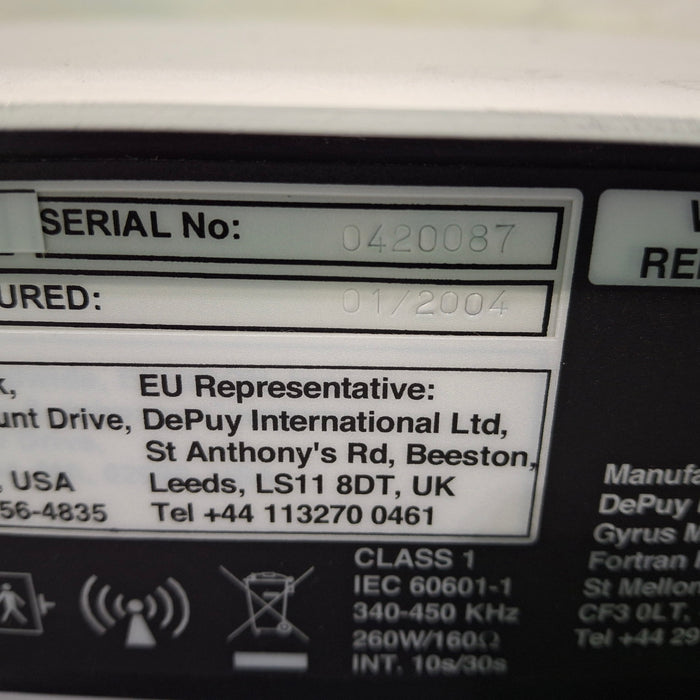 SERIAL No: 0420087
URED: 01/2004
EU Representative:
unt Drive, DePuy International Ltd,
St Anthony's Rd, Beeston,
, USA Leeds, LS11 8DT, UK
56-4835 Tel +44 113270 0461
CLASS 1
IEC 60601-1
340-450 KHz
260W/160Ω
INT. 10s/30s
W
RE
Manufa
DePuy
Gyrus M
Fortran
St Mellon
CF3 0LT.
Tel +44 29